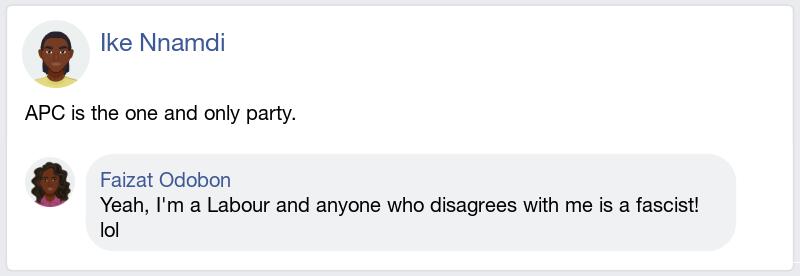 Ike Nnamdi
APC is the one and only party.
Faizat Odobon
Yeah, I'm a Labour and anyone who disagrees with me is a fascist!
lol